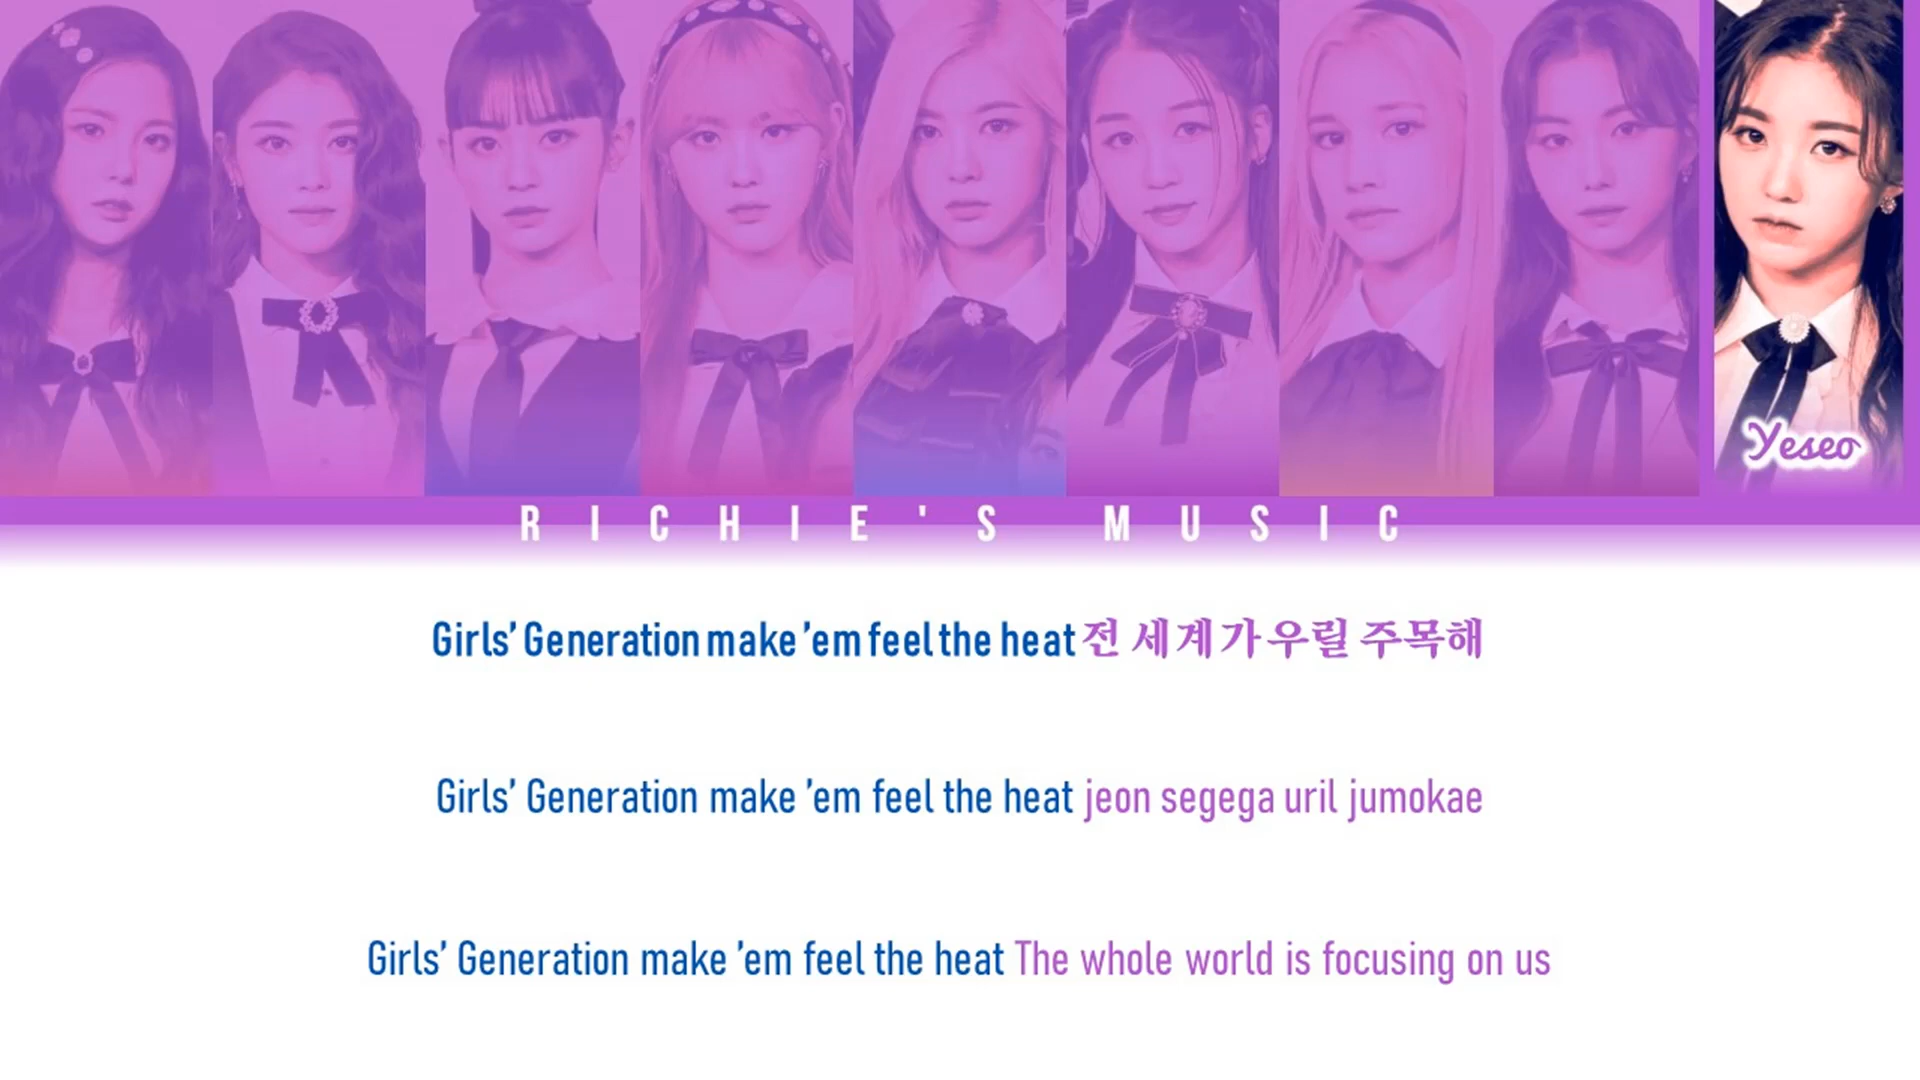 Yeseo
RICHIE'S MUSIC
Girls' Generation make 'em feel the heat 전 세계가 우릴 주목해
Girls' Generation make 'em feel the heat jeon segega uril jumokae
Girls' Generation make 'em feel the heat The whole world is focusing on us